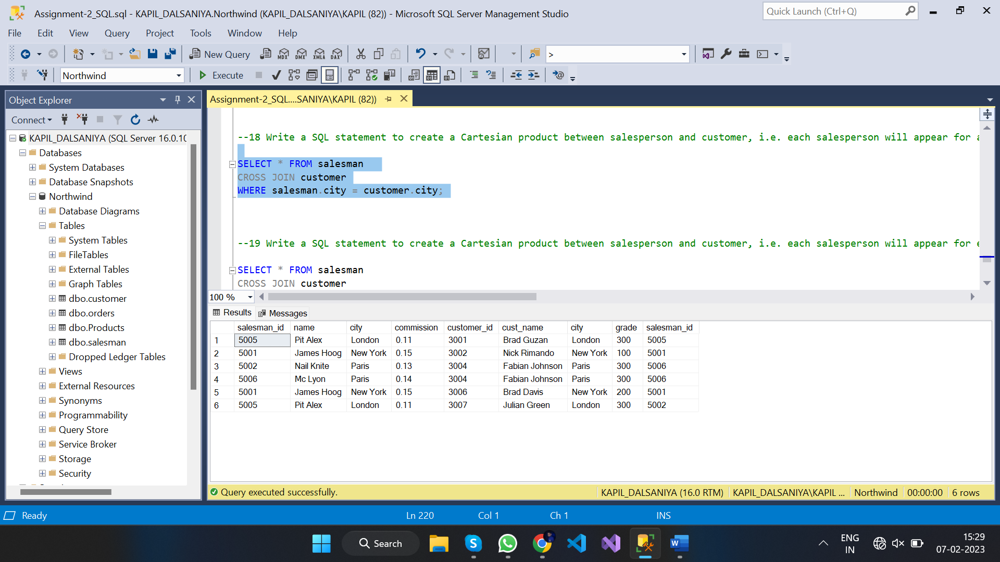 Assignment-2_SQL.sql - KAPIL_DALSANIYA.Northwind (KAPIL_DALSANIYA\KAPIL (82)) - Microsoft SQL Server Management Studio
Quick Launch (Ctrl+Q)
File Edit View Query Project Tools Window Help
New Query MDX DMX XMLA DAX >
Northwind Execute
Object Explorer
Connect
KAPIL_DALSANIYA (SQL Server 16.0.10
Databases
System Databases
Database Snapshots
Northwind
Database Diagrams
Tables
System Tables
FileTables
External Tables
Graph Tables
dbo.customer
dbo.orders
dbo.Products
dbo.salesman
Dropped Ledger Tables
Views
External Resources
Synonyms
Programmability
Query Store
Service Broker
Storage
Security
Assignment-2_SQL....SANIYA\KAPIL (82))
--18 Write a SQL statement to create a Cartesian product between salesperson and customer, i.e. each salesperson will appear for a
SELECT * FROM salesman
CROSS JOIN customer
WHERE salesman.city = customer.city;
--19 Write a SQL statement to create a Cartesian product between salesperson and customer, i.e. each salesperson will appear for e
SELECT * FROM salesman
CROSS JOIN customer
100 %
Results Messages
salesman_id name city commission customer_id cust_name city grade salesman_id
1 5005 Pit Alex London 0.11 3001 Brad Guzan London 300 5005
2 5001 James Hoog New York 0.15 3002 Nick Rimando New York 100 5001
3 5002 Nail Knite Paris 0.13 3004 Fabian Johnson Paris 300 5006
4 5006 Mc Lyon Paris 0.14 3004 Fabian Johnson Paris 300 5006
5 5001 James Hoog New York 0.15 3006 Brad Davis New York 200 5001
6 5005 Pit Alex London 0.11 3007 Julian Green London 300 5002
Query executed successfully. KAPIL_DALSANIYA (16.0 RTM) KAPIL_DALSANIYA\KAPIL ... Northwind 00:00:00 6 rows
Ready Ln 220 Col 1 Ch 1 INS
Search
ENG
IN
15:29
07-02-2023